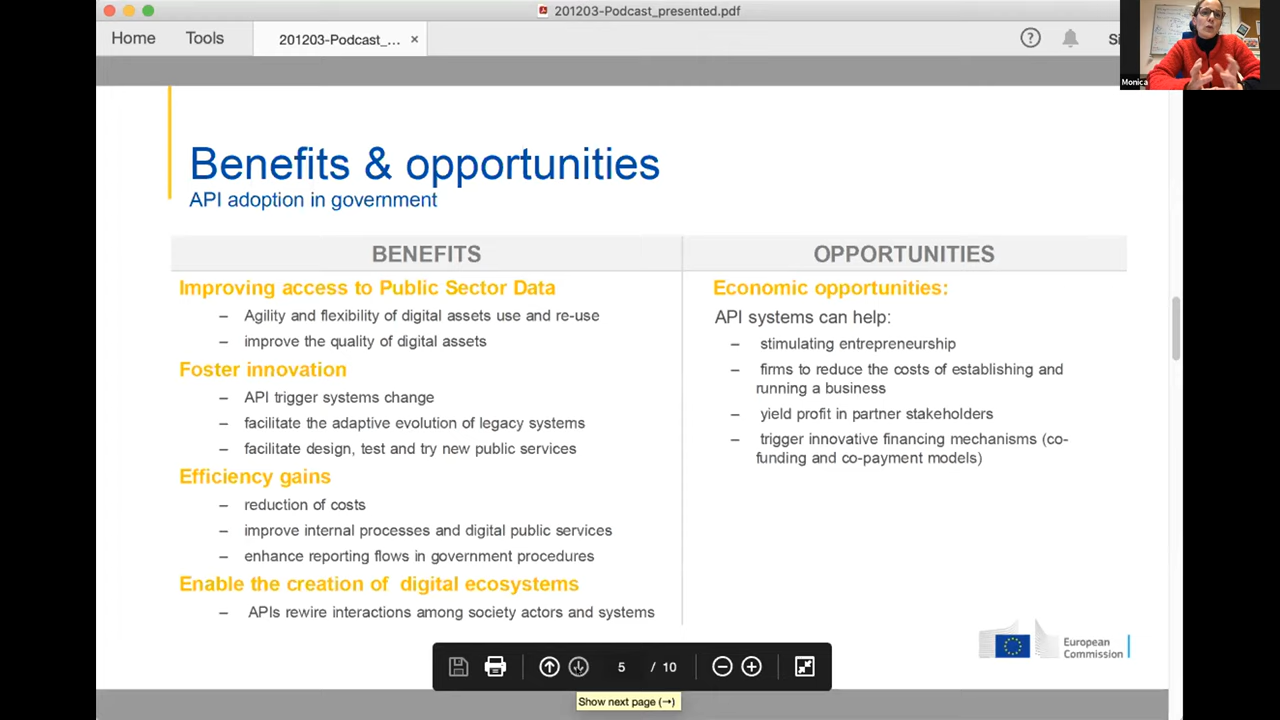 201203-Podcast_presented.pdf
Home
Tools
201203-Podcast_...
×
?
Si
Monica
Benefits & opportunities
API adoption in government
BENEFITS
Improving access to Public Sector Data
– Agility and flexibility of digital assets use and re-use
– improve the quality of digital assets
Foster innovation
– API trigger systems change
– facilitate the adaptive evolution of legacy systems
– facilitate design, test and try new public services
Efficiency gains
– reduction of costs
– improve internal processes and digital public services
– enhance reporting flows in government procedures
Enable the creation of digital ecosystems
– APIs rewire interactions among society actors and systems
OPPORTUNITIES
Economic opportunities:
API systems can help:
– stimulating entrepreneurship
– firms to reduce the costs of establishing and
running a business
– yield profit in partner stakeholders
– trigger innovative financing mechanisms (co-
funding and co-payment models)
European
Commission
5 / 10
Show next page (→)